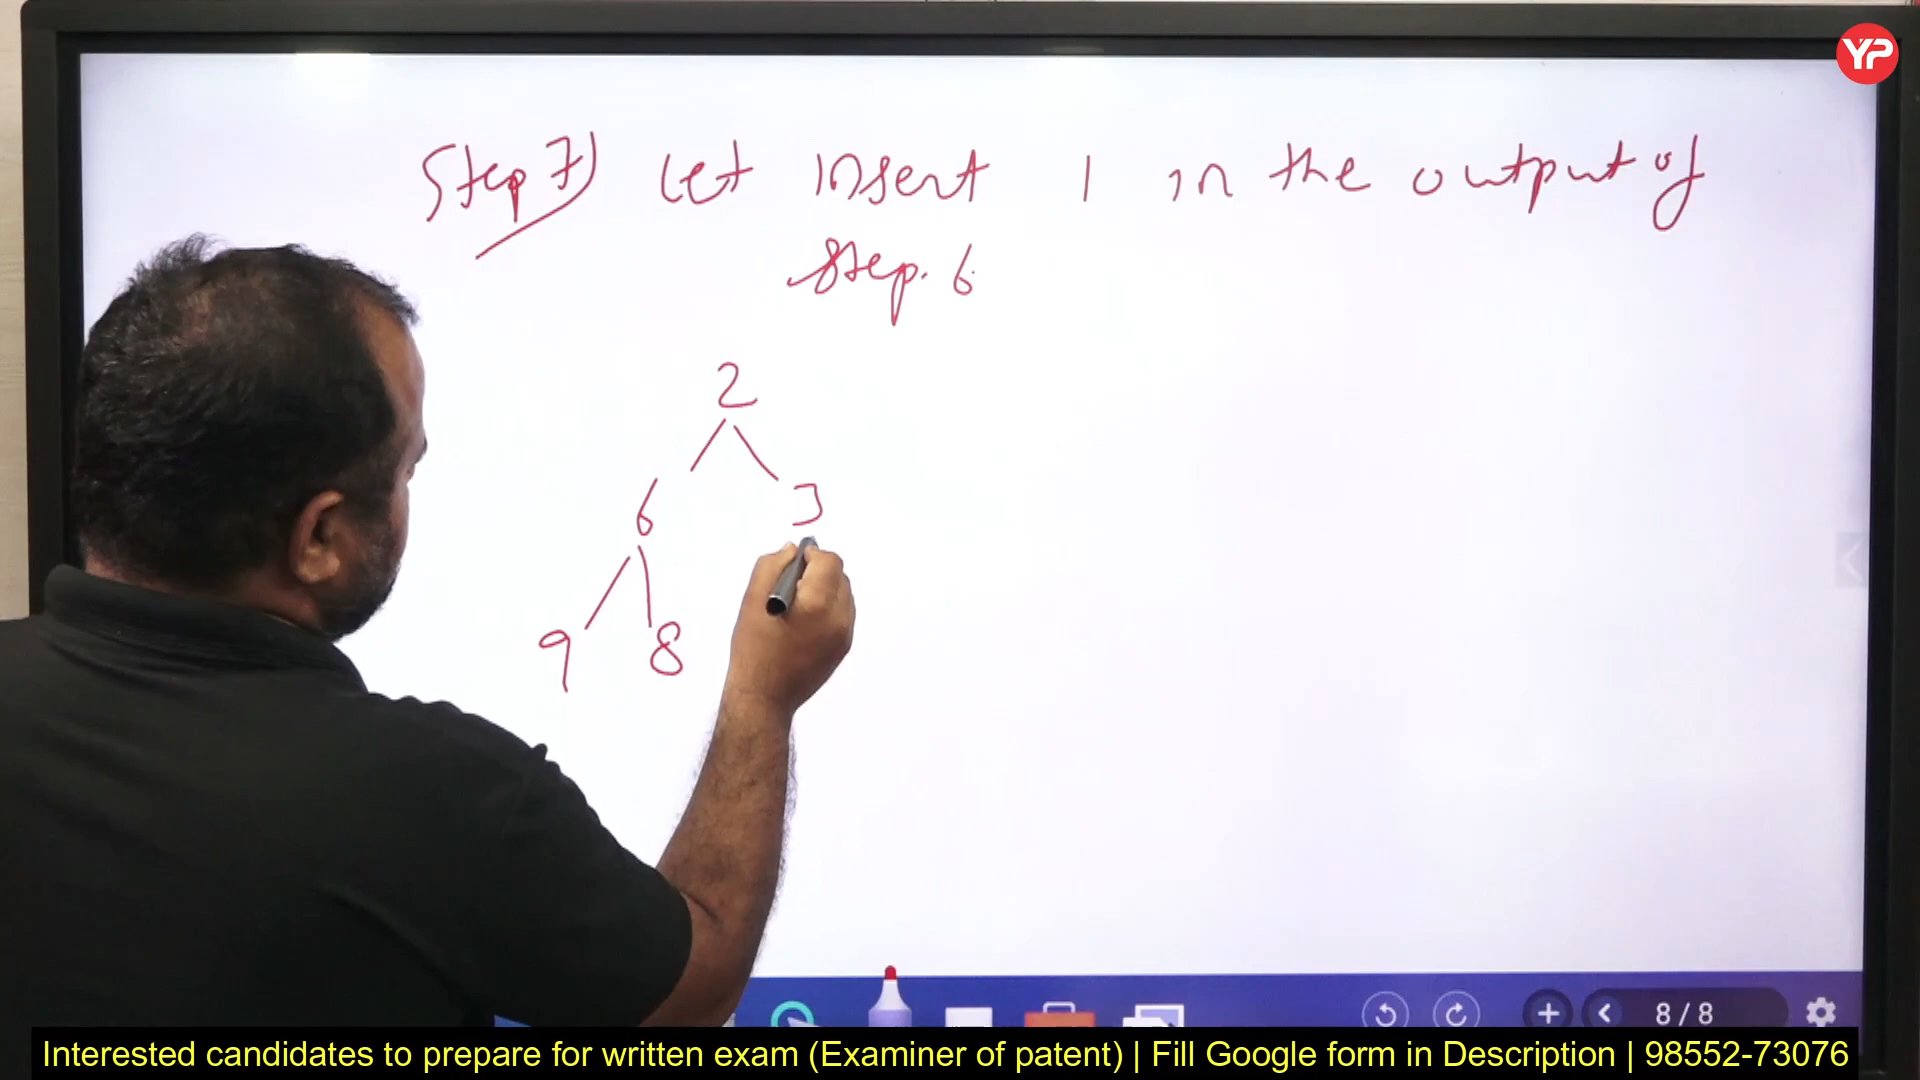 YP
Step 7) Let insert 1 in the output of
Step. 6
2
6 3
9 8
8 / 8
Interested candidates to prepare for written exam (Examiner of patent) | Fill Google form in Description | 98552-73076